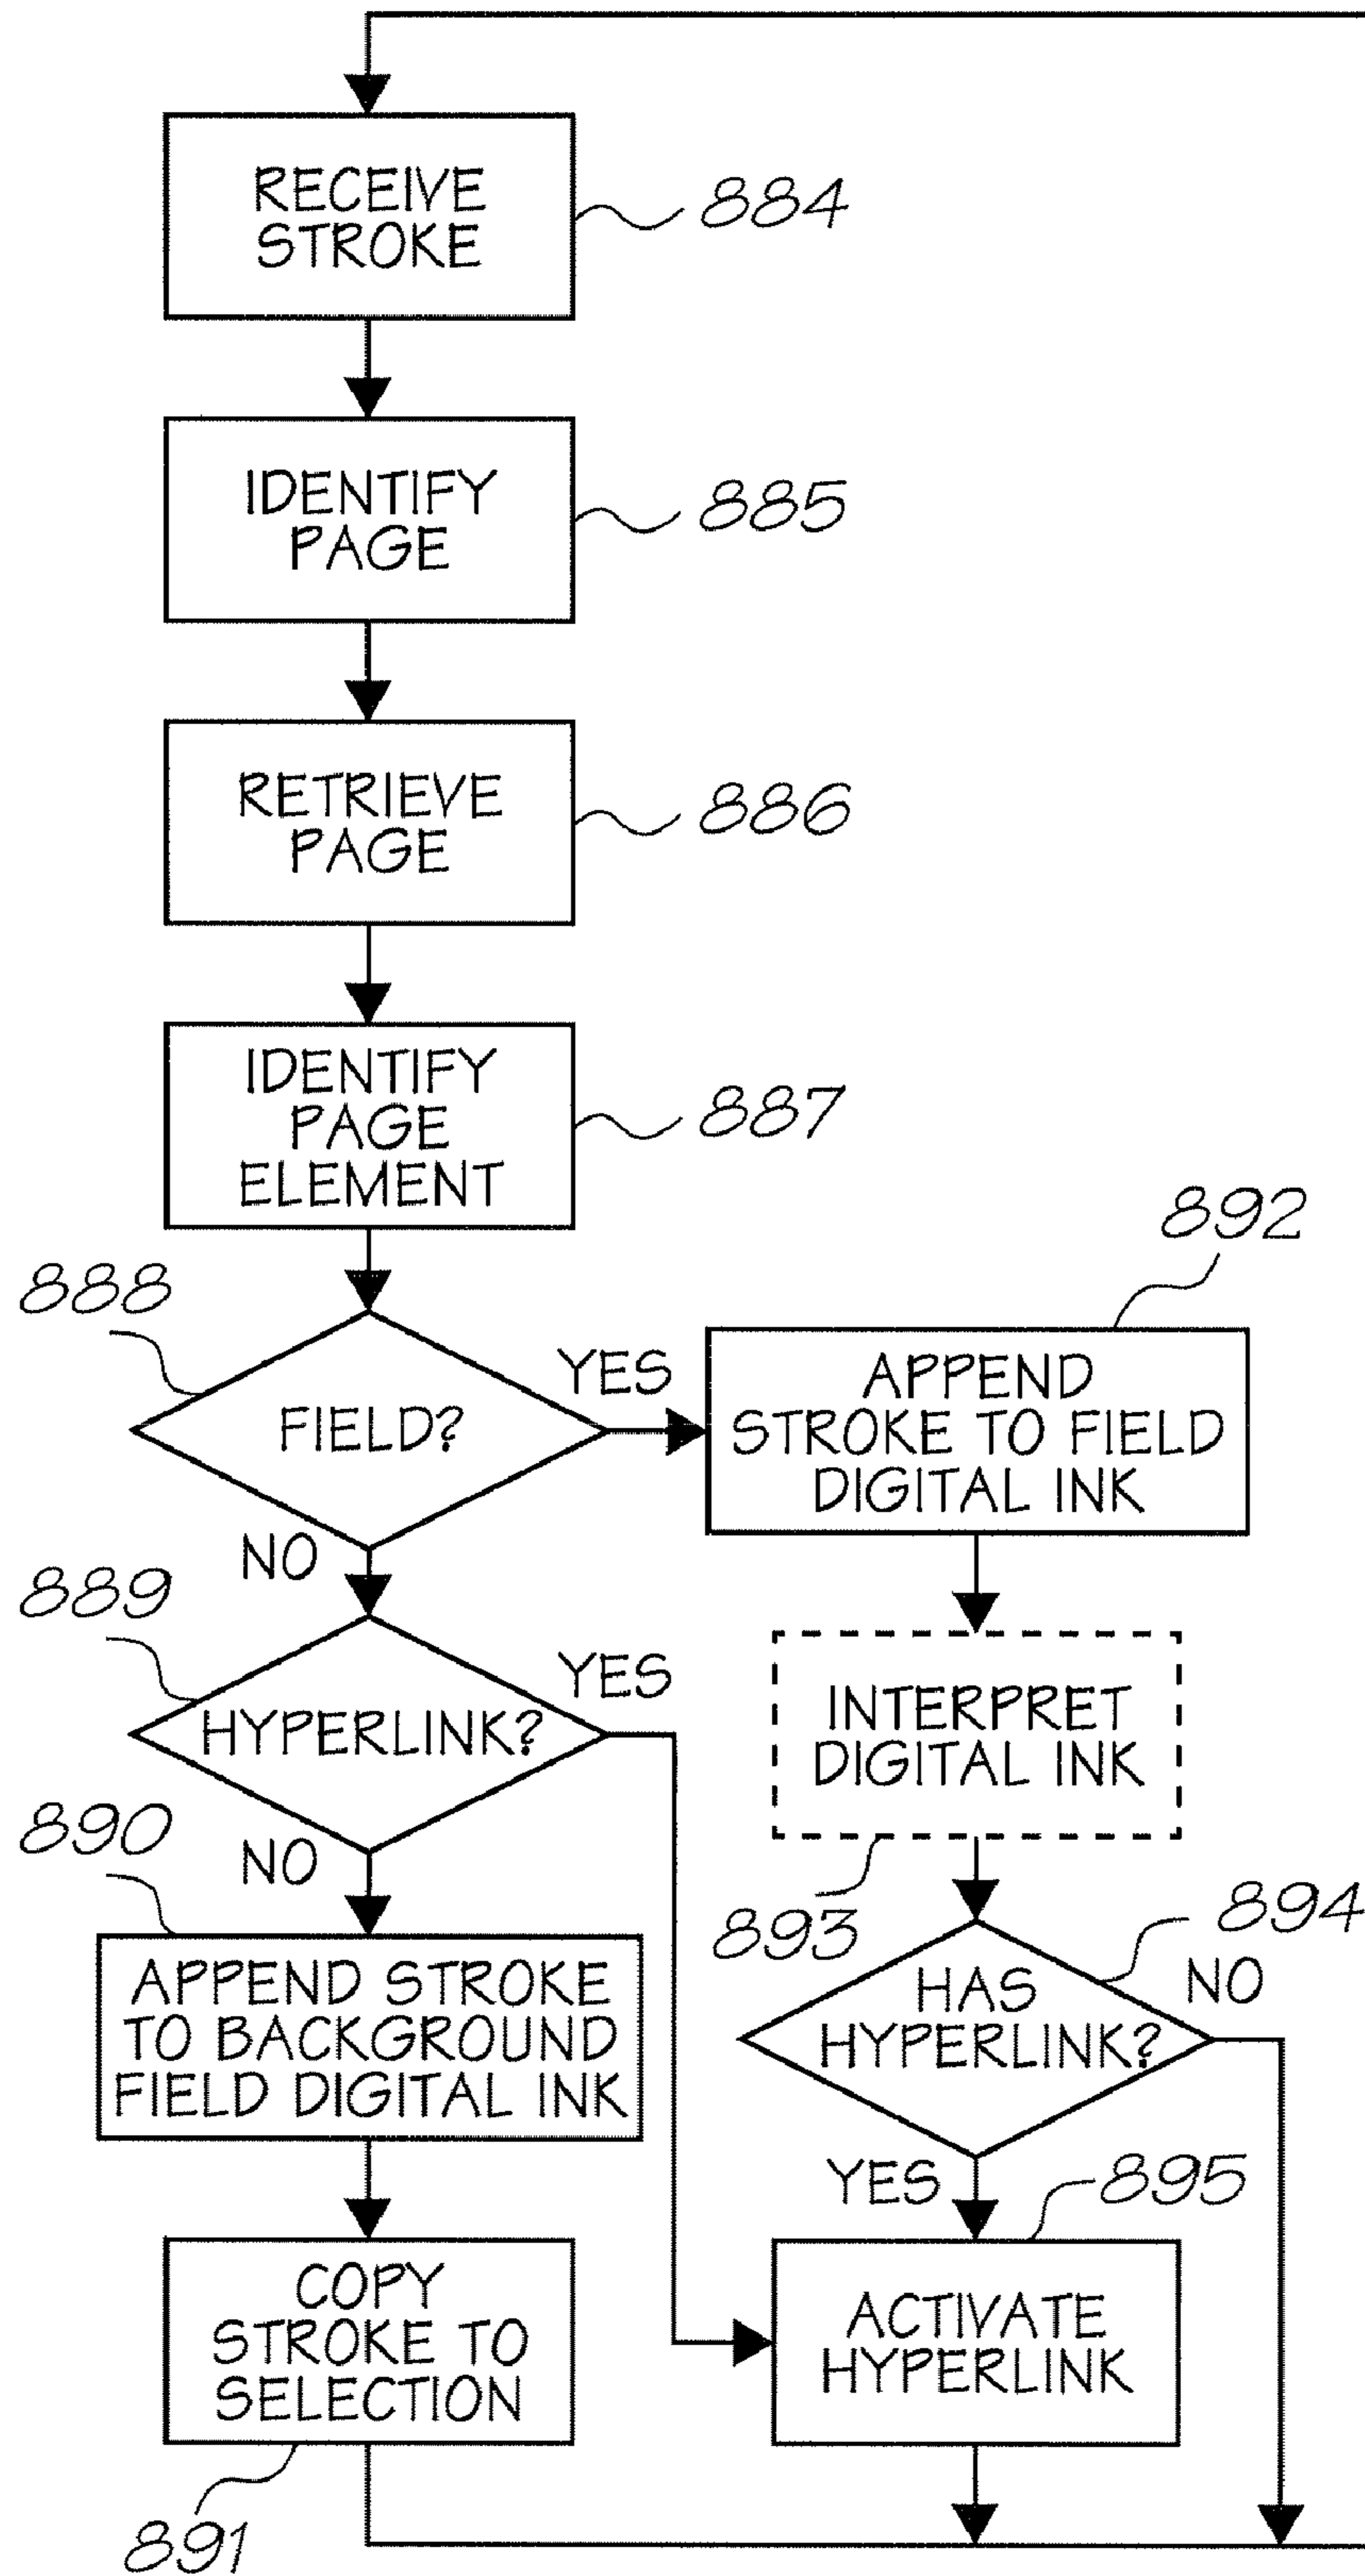 RECEIVE
STROKE
884
IDENTIFY
PAGE
885
RETRIEVE
PAGE
886
IDENTIFY
PAGE
ELEMENT
887
888
FIELD?
YES
NO
892
APPEND
STROKE TO FIELD
DIGITAL INK
889
HYPERLINK?
YES
NO
INTERPRET
DIGITAL INK
893
890
APPEND STROKE
TO BACKGROUND
FIELD DIGITAL INK
894
HAS
HYPERLINK?
NO
YES
895
COPY
STROKE TO
SELECTION
891
ACTIVATE
HYPERLINK